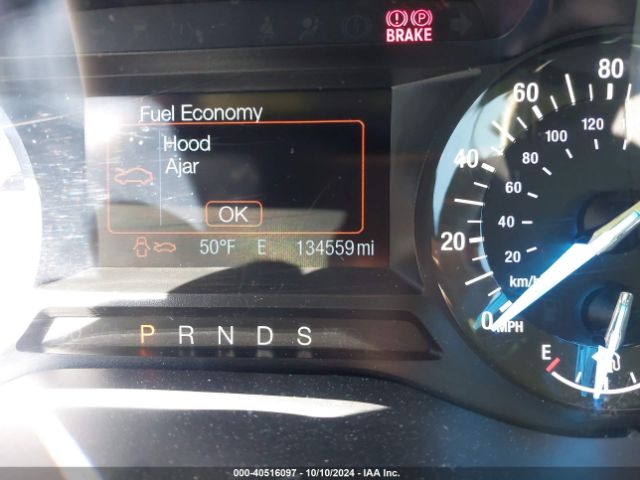 BRAKE
Fuel Economy
Hood
Ajar
OK
50°F E 134559 mi
P R N D S
0 20 40 60 80
20 40 60 80 100 120
km/h
MPH
E
000-40516097 - 10/10/2024 - IAA Inc.